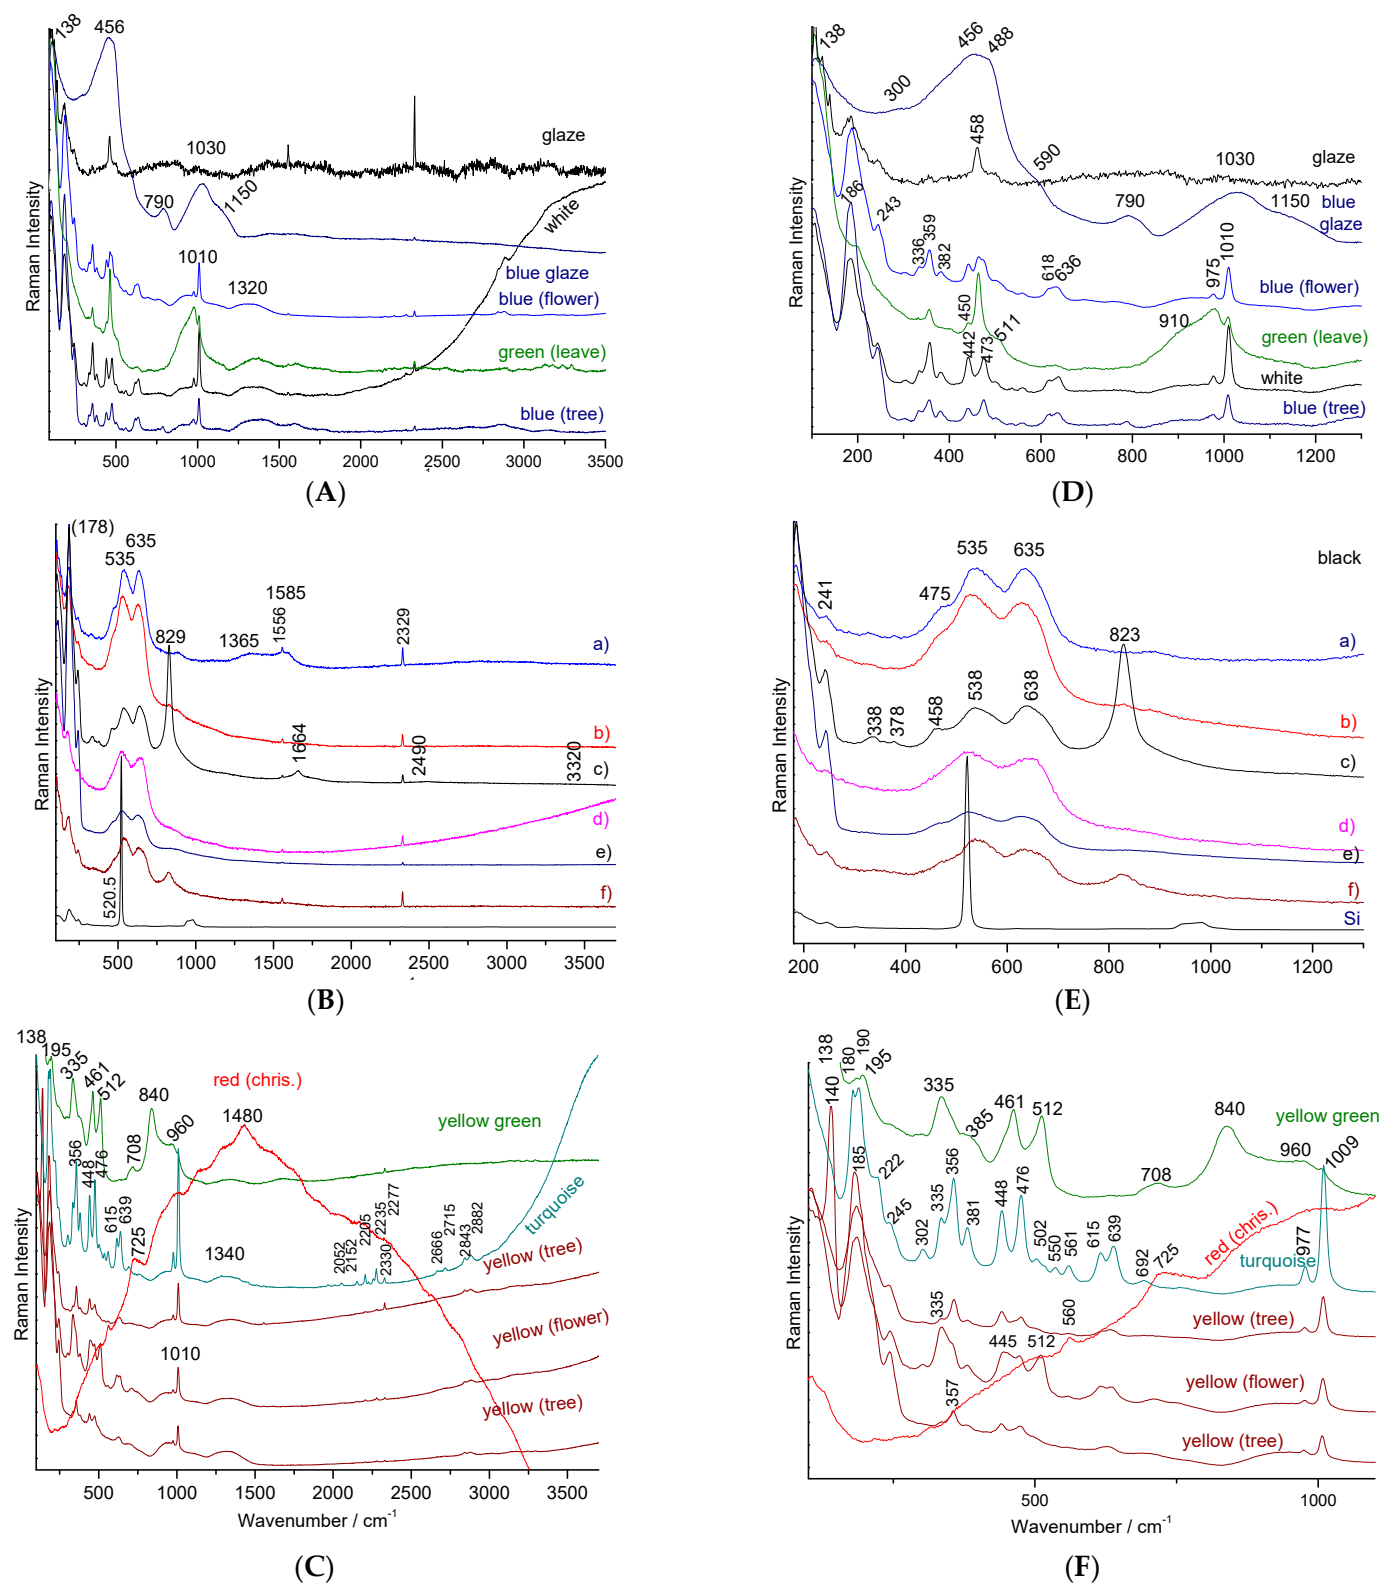 138
456
1030
glaze
790
1150
white
1010
blue glaze
1320
blue (flower)
green (leave)
blue (tree)
Raman Intensity
500 1000 1500 2000 2500 3000 3500
(A)
138
456
488
300
458
590
1030
glaze
186
243
790
1150
blue
glaze
336
359
382
618
636
975
1010
blue (flower)
450
511
910
green (leave)
442
473
white
blue (tree)
Raman Intensity
200 400 600 800 1000 1200
(D)
(178)
535
635
829
1365
1556
1585
2329
a)
b)
1664
2490
3320
c)
d)
e)
520.5
f)
Raman Intensity
500 1000 1500 2000 2500 3000 3500
(B)
241
475
535
635
black
823
a)
338
378
458
538
638
b)
c)
d)
e)
f)
Si
Raman Intensity
200 400 600 800 1000 1200
(E)
138
195
335
461
512
840
960
708
red (chris.)
1480
yellow green
356
448
476
615
639
725
1340
2052
2152
2205
2235
2277
2330
2666
2715
2843
2882
turquoise
yellow (tree)
yellow (flower)
1010
yellow (tree)
Raman Intensity
500 1000 1500 2000 2500 3000 3500
Wavenumber / cm-1
(C)
138
140
180
190
195
335
385
461
512
840
yellow green
185
222
245
302
335
356
381
448
476
502
550
561
615
639
692
708
725
960
977
1009
red (chris.)
turquoise
335
560
yellow (tree)
445
512
357
yellow (flower)
yellow (tree)
Raman Intensity
500 1000
Wavenumber / cm-1
(F)